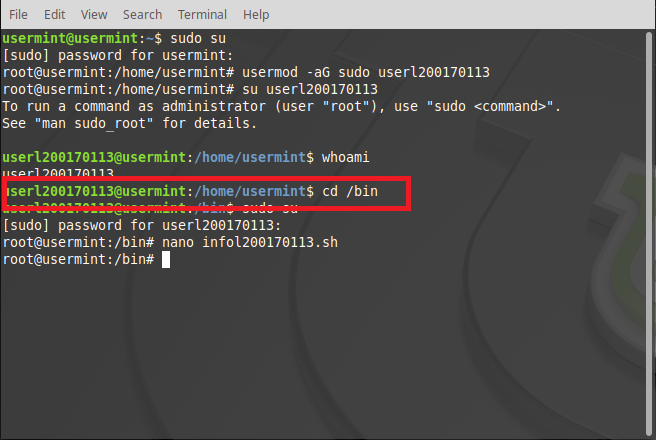 File Edit View Search Terminal Help
usermint@usermint:~$ sudo su
[sudo] password for usermint:
root@usermint:/home/usermint# usermod -aG sudo userl200170113
root@usermint:/home/usermint# su userl200170113
To run a command as administrator (user "root"), use "sudo <command>".
See "man sudo_root" for details.
userl200170113@usermint:/home/usermint$ whoami
userl200170113
userl200170113@usermint:/home/usermint$ cd /bin
userl200170113@usermint:/bin$ sudo su
[sudo] password for userl200170113:
root@usermint:/bin# nano infol200170113.sh
root@usermint:/bin#